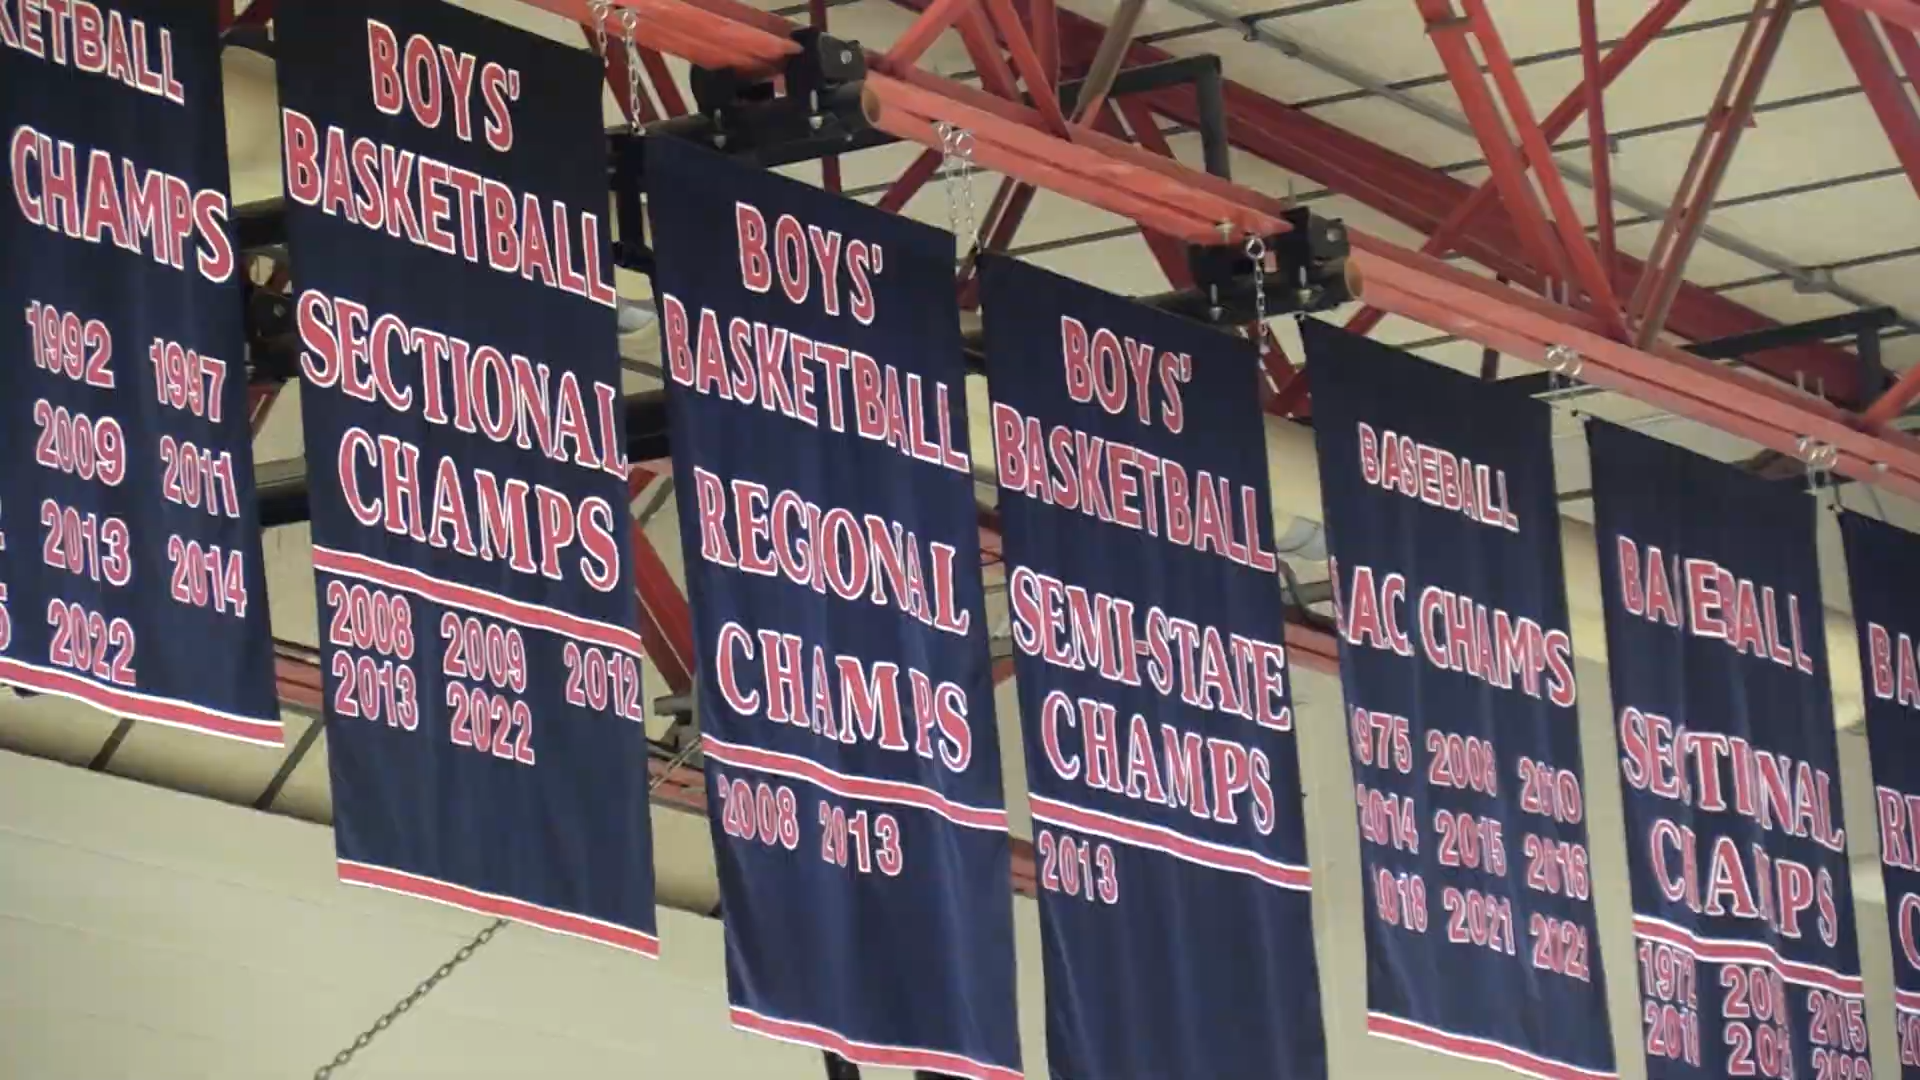 CHAMPS
1992 1997
2009 2011
2013 2014
2022
BOYS'
BASKETBALL
SECTIONAL
CHAMPS
2008 2009 2012
2013 2022
BOYS'
BASKETBALL
REGIONAL
CHAMPS
2008 2013
BOYS'
BASKETBALL
SEMI-STATE
CHAMPS
2013
BASEBALL
CHAMPS
2010
2014 2015 2016
2021
BASEBALL
SECTIONAL
CHAMPS
2015